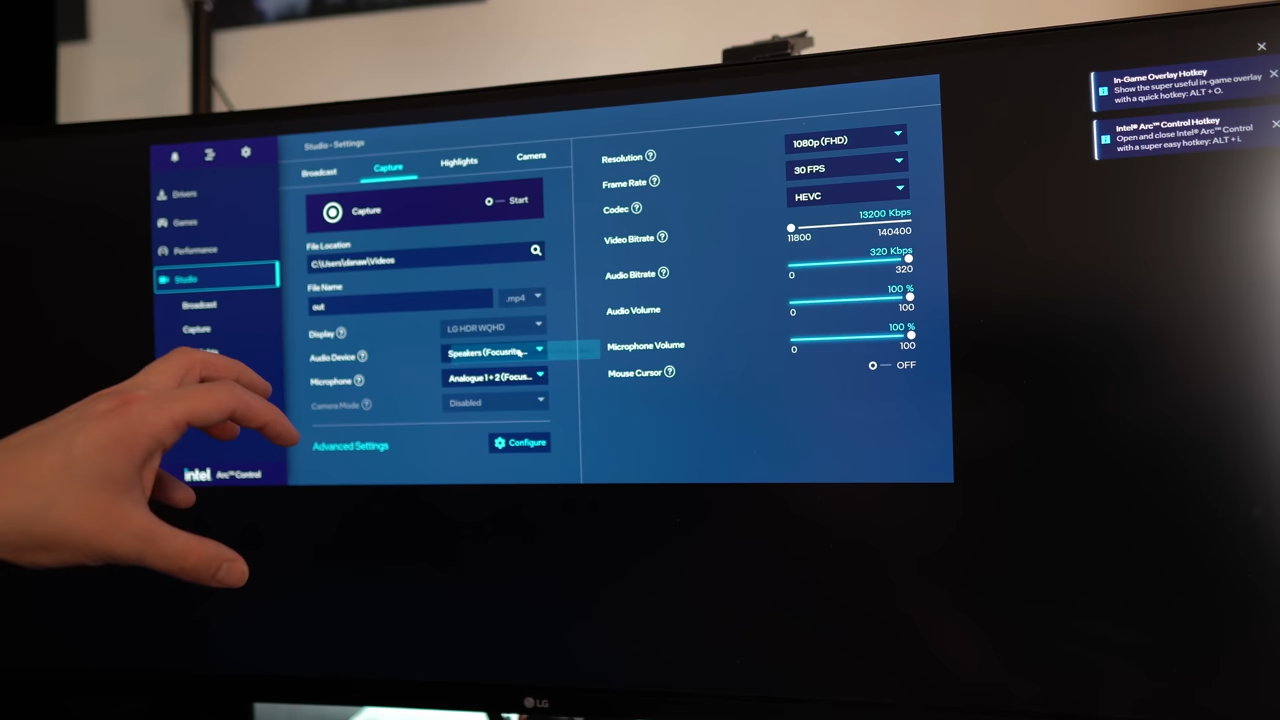 In-Game Overlay Hotkey
Show the super useful in-game overlay
with a quick hotkey: ALT + O.
Intel® Arc™ Control Hotkey
Open and close Intel® Arc™ Control
with a super easy hotkey: ALT + L
Drivers
Games
Performance
Studio
Broadcast
Capture
intel Arc™ Control
Studio - Settings
Broadcast Capture Highlights Camera
Capture Start
File Location
C:\Users\danaw\Videos
File Name
out .mp4
Display ? LG HDR WQHD
Audio Device ? Speakers (Focusrite...
Microphone ? Analogue 1 + 2 (Focus...
Camera Mode ? Disabled
Advanced Settings Configure
Resolution ? 1080p (FHD)
Frame Rate ? 30 FPS
Codec ? HEVC
13200 Kbps
Video Bitrate ?
11800 140400
320 Kbps
Audio Bitrate ?
0 320
100 %
Audio Volume
0 100
100 %
Microphone Volume
0 100
Mouse Cursor ? OFF
LG